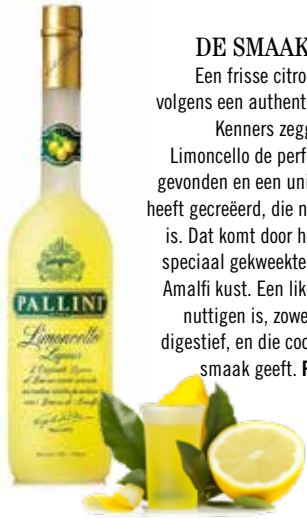 DE SMAAK
Een frisse citro
volgens een authent
Kenners zegg
Limoncello de perf
gevonden en een uni
heeft gecreëerd, die n
is. Dat komt door h
speciaal gekweekte
Amalfi kust. Een lik
nuttigen is, zowe
digestief, en die coc
smaak geeft.
PALLINI
Limoncello
Liqueur